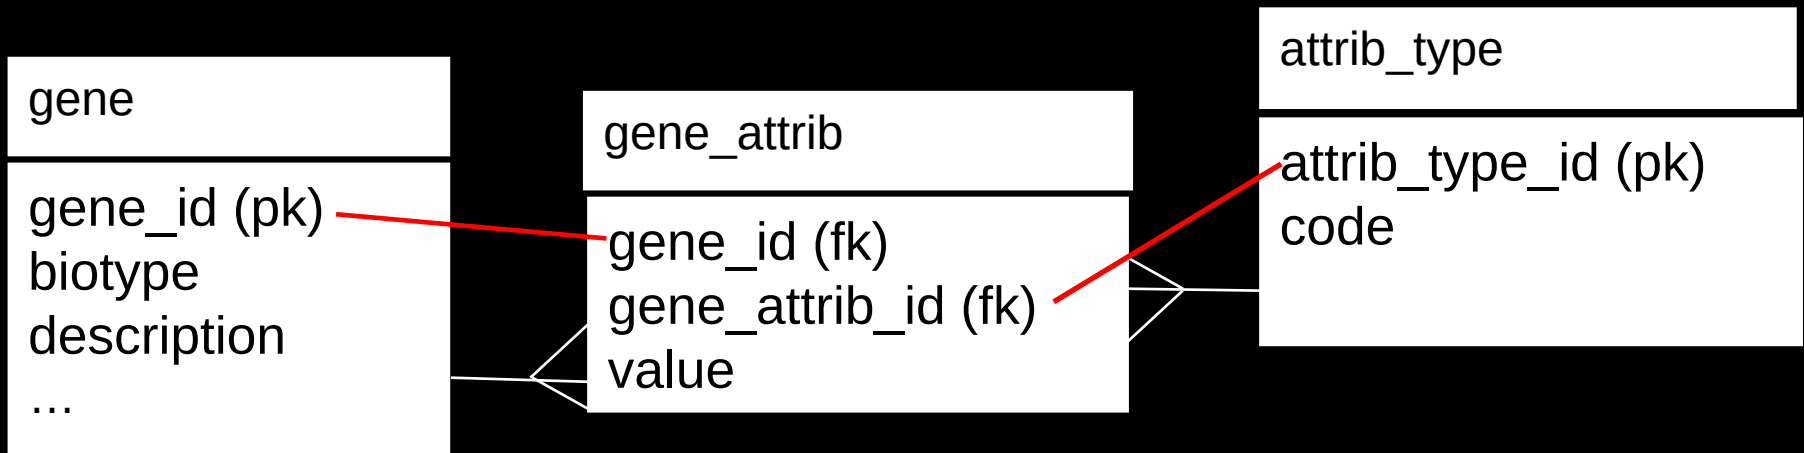 gene
gene_id (pk)
biotype
description
...
gene_attrib
gene_id (fk)
gene_attrib_id (fk)
value
attrib_type
attrib_type_id (pk)
code